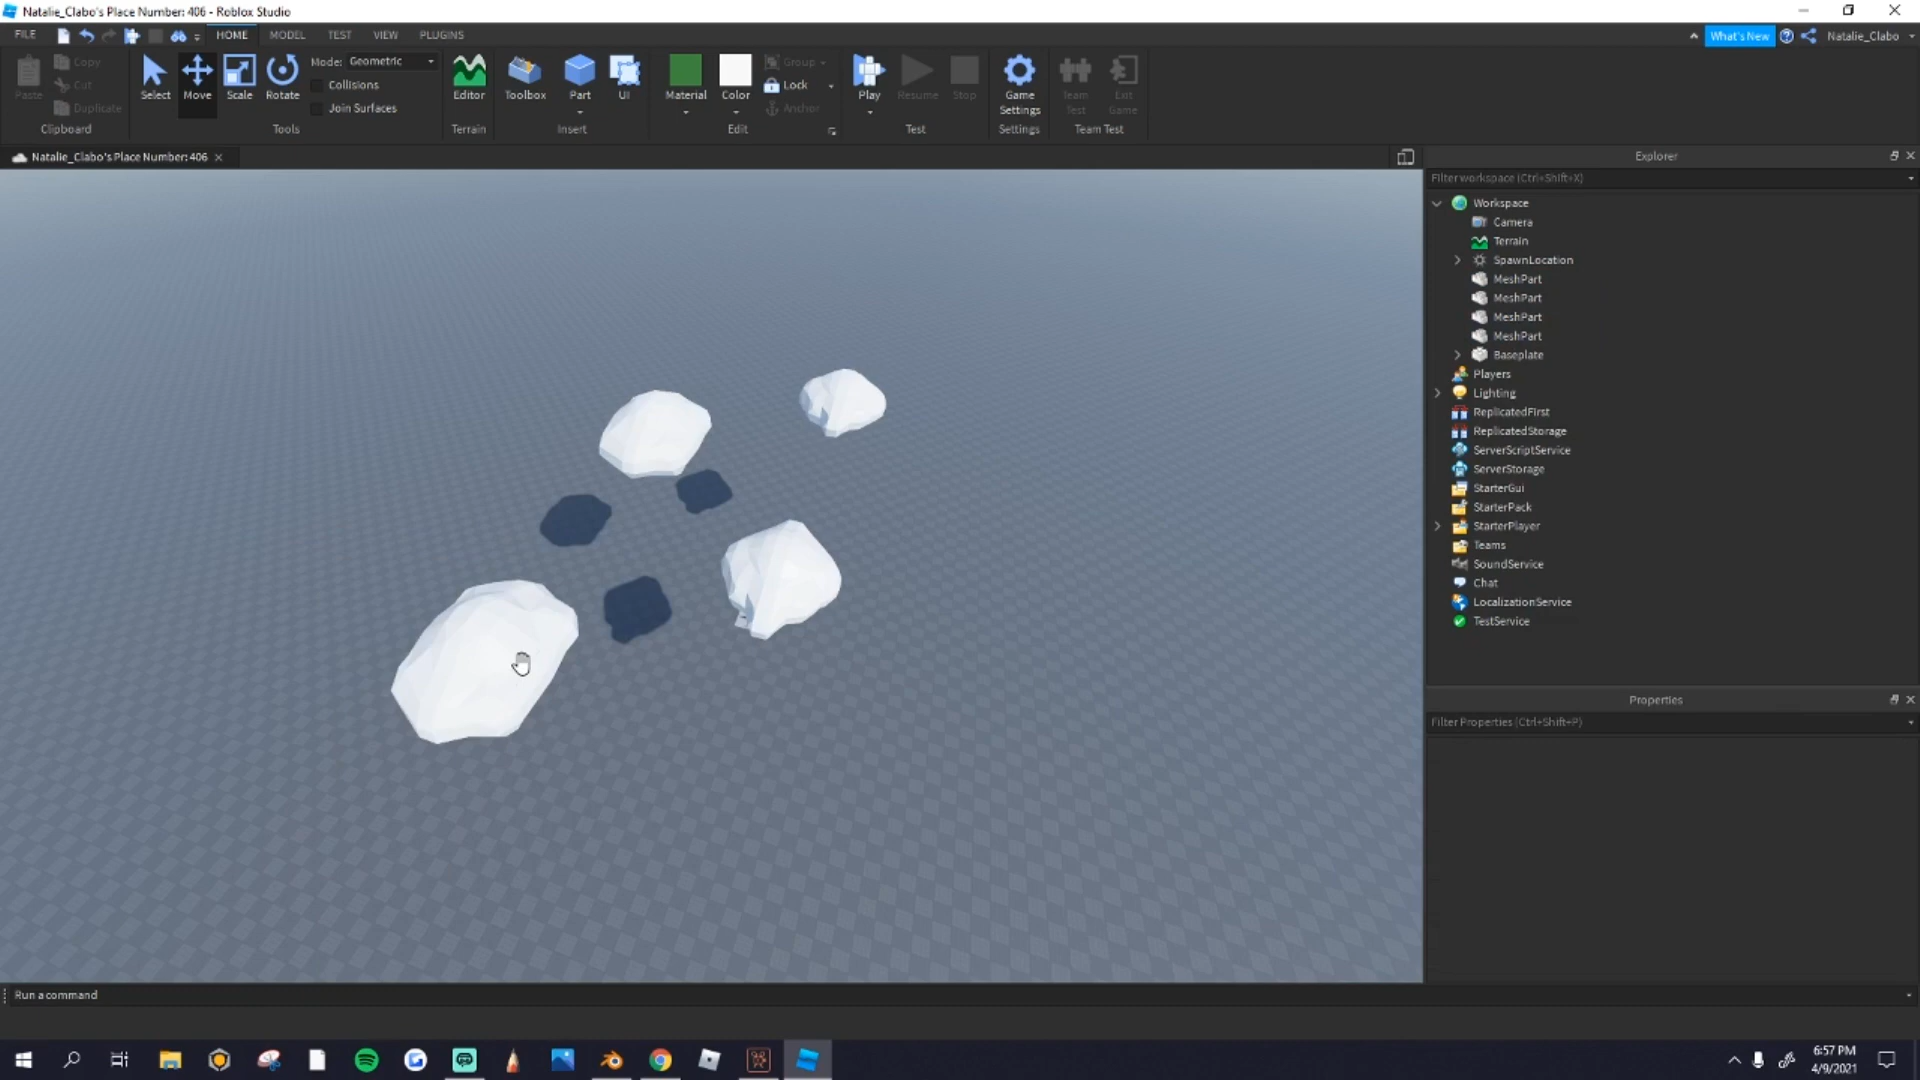 Natalie_Clabo's Place Number: 406 - Roblox Studio
FILE HOME MODEL TEST VIEW PLUGINS What's New Natalie_Clabo
Paste Copy Cut Duplicate
Clipboard
Select Move Scale Rotate
Mode: Geometric
Collisions
Join Surfaces
Tools
Editor
Terrain
Toolbox Part UI
Insert
Material Color
Group
Lock
Anchor
Edit
Play Resume Stop
Test
Game Settings
Settings
Team Test
Exit Game
Team Test
Natalie_Clabo's Place Number: 406
Explorer
Filter workspace (Ctrl+Shift+X)
Workspace
Camera
Terrain
SpawnLocation
MeshPart
MeshPart
MeshPart
MeshPart
Baseplate
Players
Lighting
ReplicatedFirst
ReplicatedStorage
ServerScriptService
ServerStorage
StarterGui
StarterPack
StarterPlayer
Teams
SoundService
Chat
LocalizationService
TestService
Properties
Filter Properties (Ctrl+Shift+P)
Run a command
6:57 PM
4/9/2021